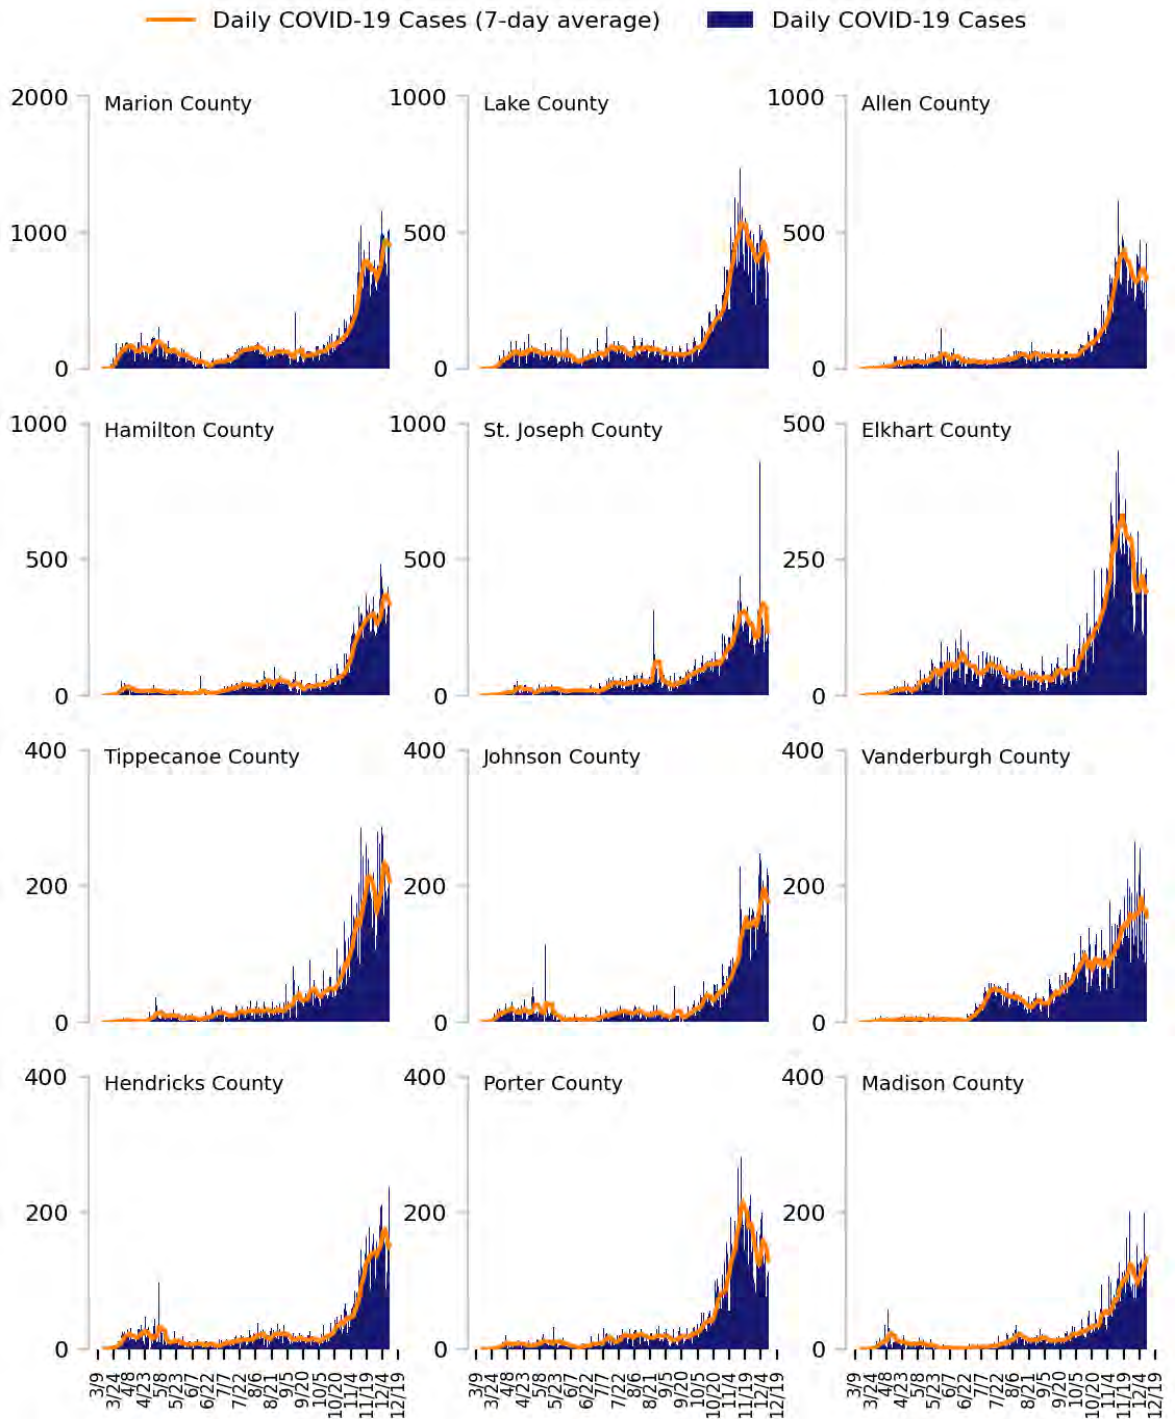 Daily COVID-19 Cases (7-day average) Daily COVID-19 Cases
2000 Marion County 1000 Lake County 1000 Allen County
1000 500 500
0 0 0
1000 Hamilton County 1000 St. Joseph County 500 Elkhart County
500 500 250
0 0 0
400 Tippecanoe County 400 Johnson County 400 Vanderburgh County
200 200 200
0 0 0
400 Hendricks County 400 Porter County 400 Madison County
200 200 200
0 0 0
3/9 3/24 4/8 4/23 5/8 5/23 6/7 6/22 7/7 7/22 8/6 8/21 9/5 9/20 10/5 10/20 11/4 11/19 12/4 12/19 3/9 3/24 4/8 4/23 5/8 5/23 6/7 6/22 7/7 7/22 8/6 8/21 9/5 9/20 10/5 10/20 11/4 11/19 12/4 12/19 3/9 3/24 4/8 4/23 5/8 5/23 6/7 6/22 7/7 7/22 8/6 8/21 9/5 9/20 10/5 10/20 11/4 11/19 12/4 12/19